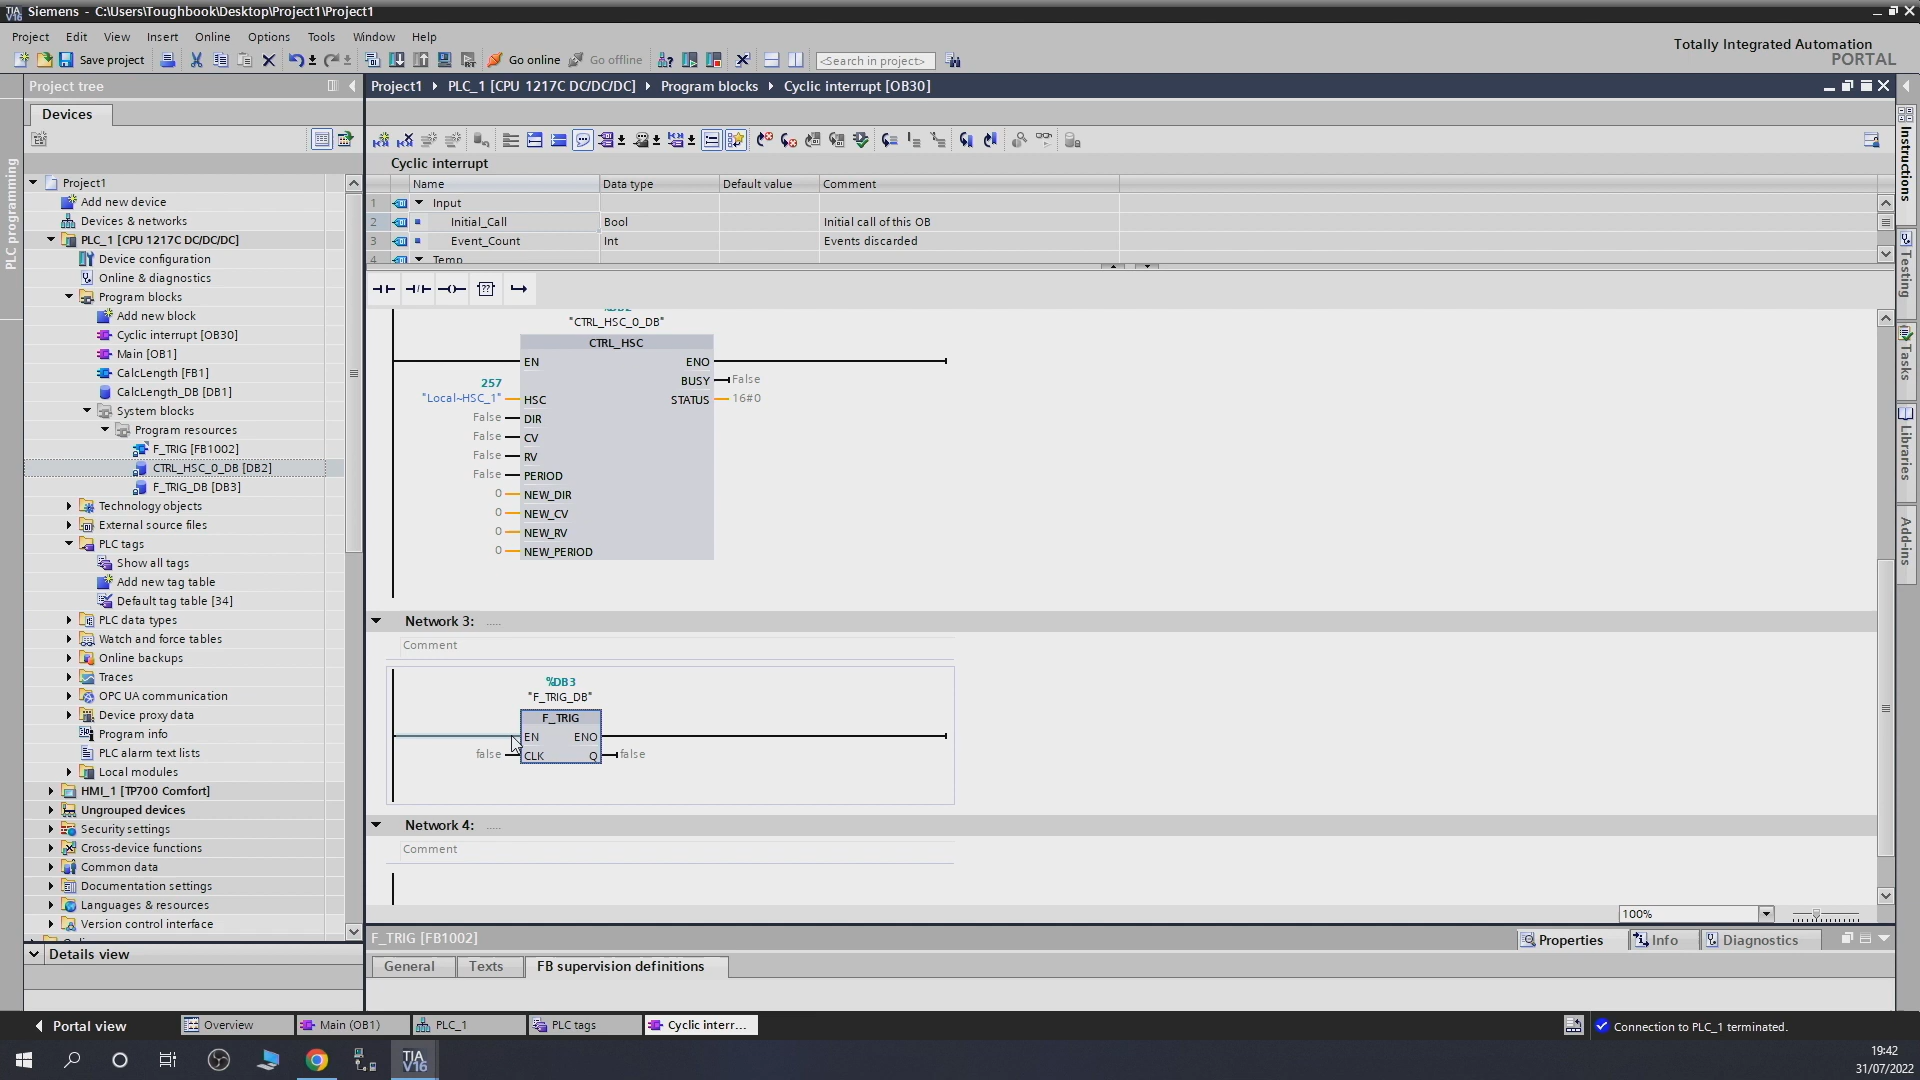 Siemens - C:\Users\Toughbook\Desktop\Project1\Project1
Project Edit View Insert Online Options Tools Window Help
Totally Integrated Automation
PORTAL
Save project
Go online
Go offline
<Search in project>
Project tree
Project1 PLC_1 [CPU 1217C DC/DC/DC] Program blocks Cyclic interrupt [OB30]
Devices
PLC programming
Cyclic interrupt
Name Data type Default value Comment
1 Input
2 Initial_Call Bool Initial call of this OB
3 Event_Count Int Events discarded
4 Temp
Project1
Add new device
Devices & networks
PLC_1 [CPU 1217C DC/DC/DC]
Device configuration
Online & diagnostics
Program blocks
Add new block
Cyclic interrupt [OB30]
Main [OB1]
CalcLength [FB1]
CalcLength_DB [DB1]
System blocks
Program resources
F_TRIG [FB1002]
CTRL_HSC_0_DB [DB2]
F_TRIG_DB [DB3]
Technology objects
External source files
PLC tags
Show all tags
Add new tag table
Default tag table [34]
PLC data types
Watch and force tables
Online backups
Traces
OPC UA communication
Device proxy data
Program info
PLC alarm text lists
Local modules
HMI_1 [TP700 Comfort]
Ungrouped devices
Security settings
Cross-device functions
Common data
Documentation settings
Languages & resources
Version control interface
Details view
??
%DB2
"CTRL_HSC_0_DB"
CTRL_HSC
EN ENO
BUSY False
257
"Local~HSC_1" HSC STATUS 16#0
False DIR
False CV
False RV
False PERIOD
0 NEW_DIR
0 NEW_CV
0 NEW_RV
0 NEW_PERIOD
Network 3: .....
Comment
%DB3
"F_TRIG_DB"
F_TRIG
EN ENO
false CLK Q false
Network 4: .....
Comment
100%
F_TRIG [FB1002]
Properties Info Diagnostics
General Texts FB supervision definitions
Instructions
Testing
Tasks
Libraries
Add-ins
Portal view Overview Main (OB1) PLC_1 PLC tags Cyclic interr...
Connection to PLC_1 terminated.
TIA
V16
19:42
31/07/2022